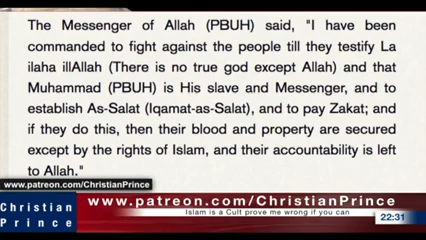 The Messenger of Allah (PBUH) said, "I have been
commanded to fight against the people till they testify La
ilaha illAllah (There is no true god except Allah) and that
Muhammad (PBUH) is His slave and Messenger, and to
establish As-Salat (Iqamat-as-Salat), and to pay Zakat; and
if they do this, then their blood and property are secured
except by the rights of Islam, and their accountability is left
to Allah."
www.patreon.com/ChristianPrince
Christian
Prince
www.patreon.com/ChristianPrince
Islam is a Cult prove me wrong if you can
22:31